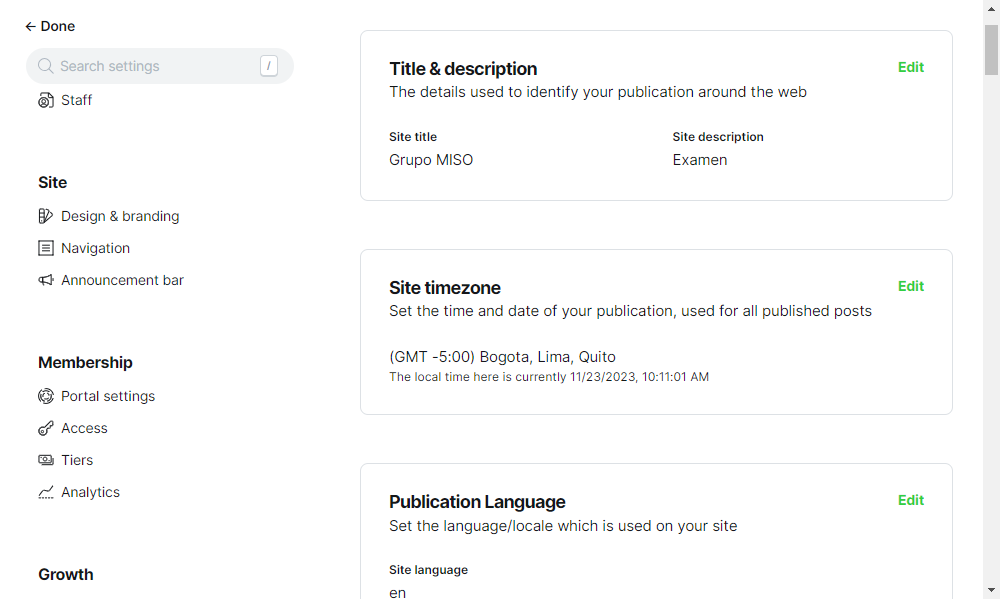 ← Done
Search settings /
Staff
Site
Design & branding
Navigation
Announcement bar
Membership
Portal settings
Access
Tiers
Analytics
Growth
Title & description
Edit
The details used to identify your publication around the web
Site title
Grupo MISO
Site description
Examen
Site timezone
Edit
Set the time and date of your publication, used for all published posts
(GMT -5:00) Bogota, Lima, Quito
The local time here is currently 11/23/2023, 10:11:01 AM
Publication Language
Edit
Set the language/locale which is used on your site
Site language
en